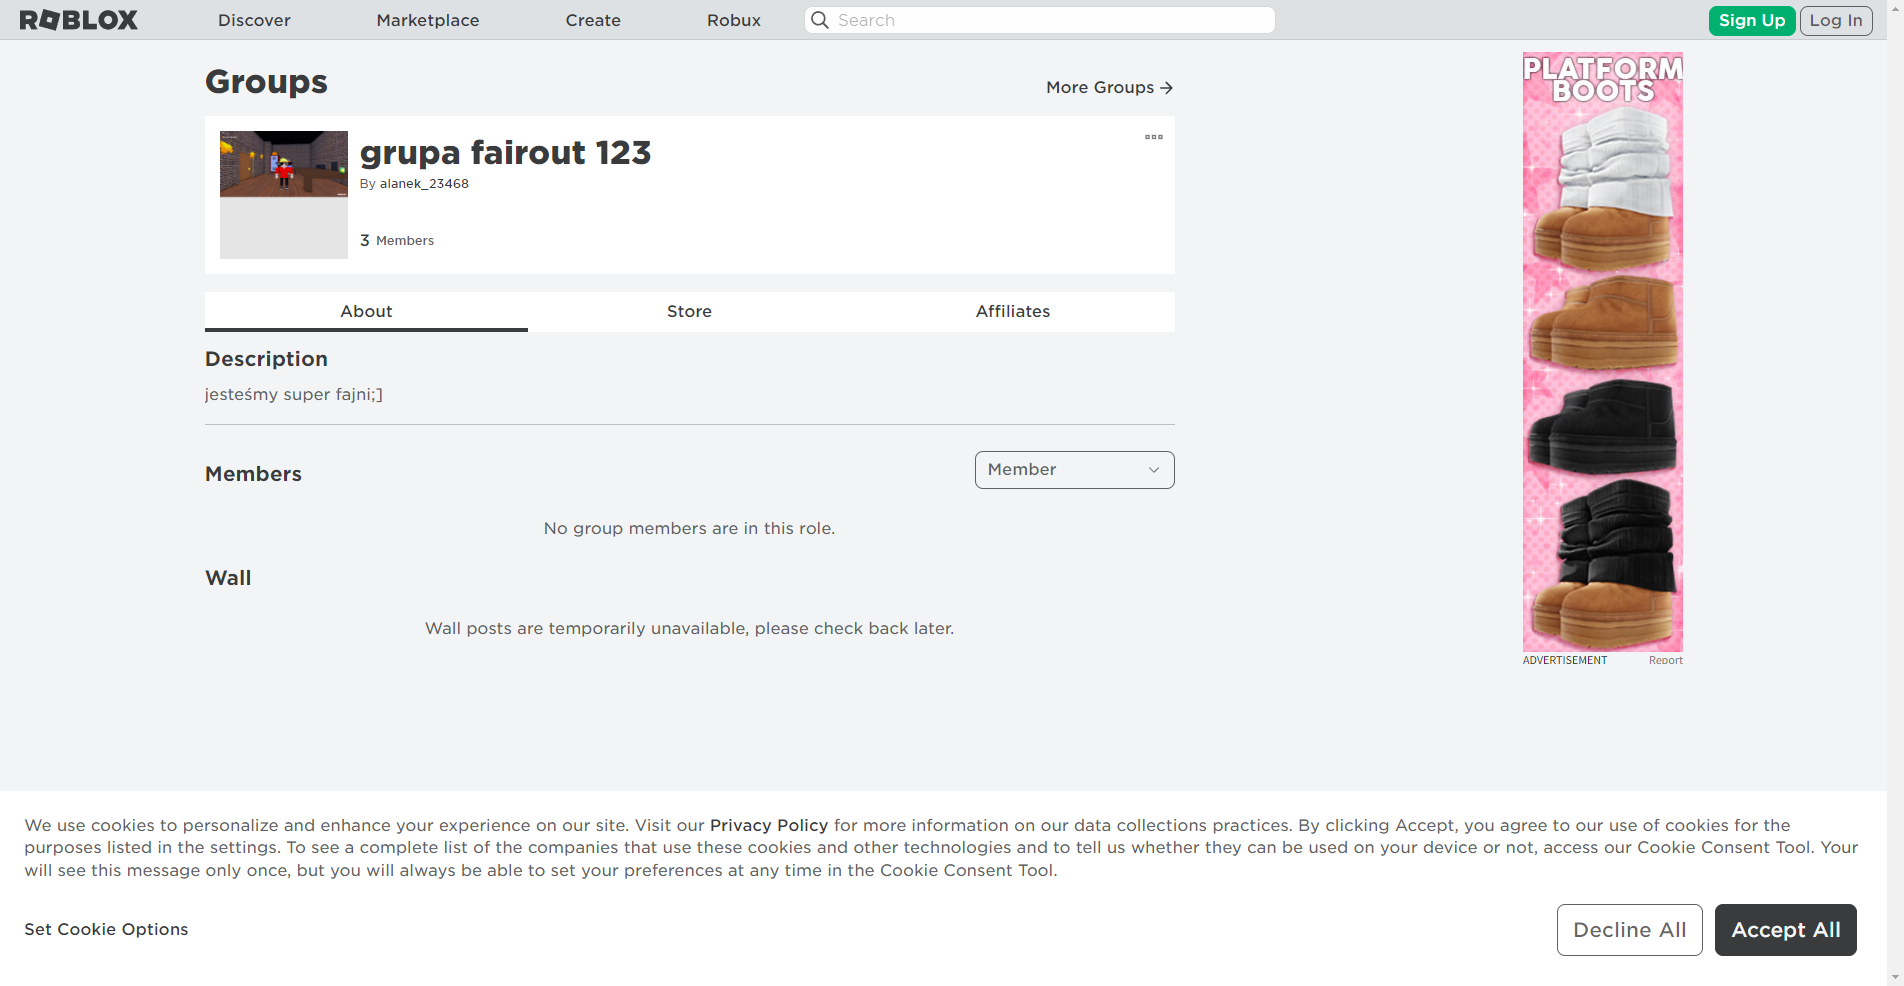 ROBLOX
Discover
Marketplace
Create
Robux
Search
Sign Up
Log In
Groups
More Groups
grupa fairout 123
By alanek_23468
3 Members
About
Store
Affiliates
Description
jesteśmy super fajni;]
Members
Member
No group members are in this role.
Wall
Wall posts are temporarily unavailable, please check back later.
PLATFORM
BOOTS
ADVERTISEMENT
Report
We use cookies to personalize and enhance your experience on our site. Visit our Privacy Policy for more information on our data collections practices. By clicking Accept, you agree to our use of cookies for the
purposes listed in the settings. To see a complete list of the companies that use these cookies and other technologies and to tell us whether they can be used on your device or not, access our Cookie Consent Tool. Your
will see this message only once, but you will always be able to set your preferences at any time in the Cookie Consent Tool.
Set Cookie Options
Decline All
Accept All